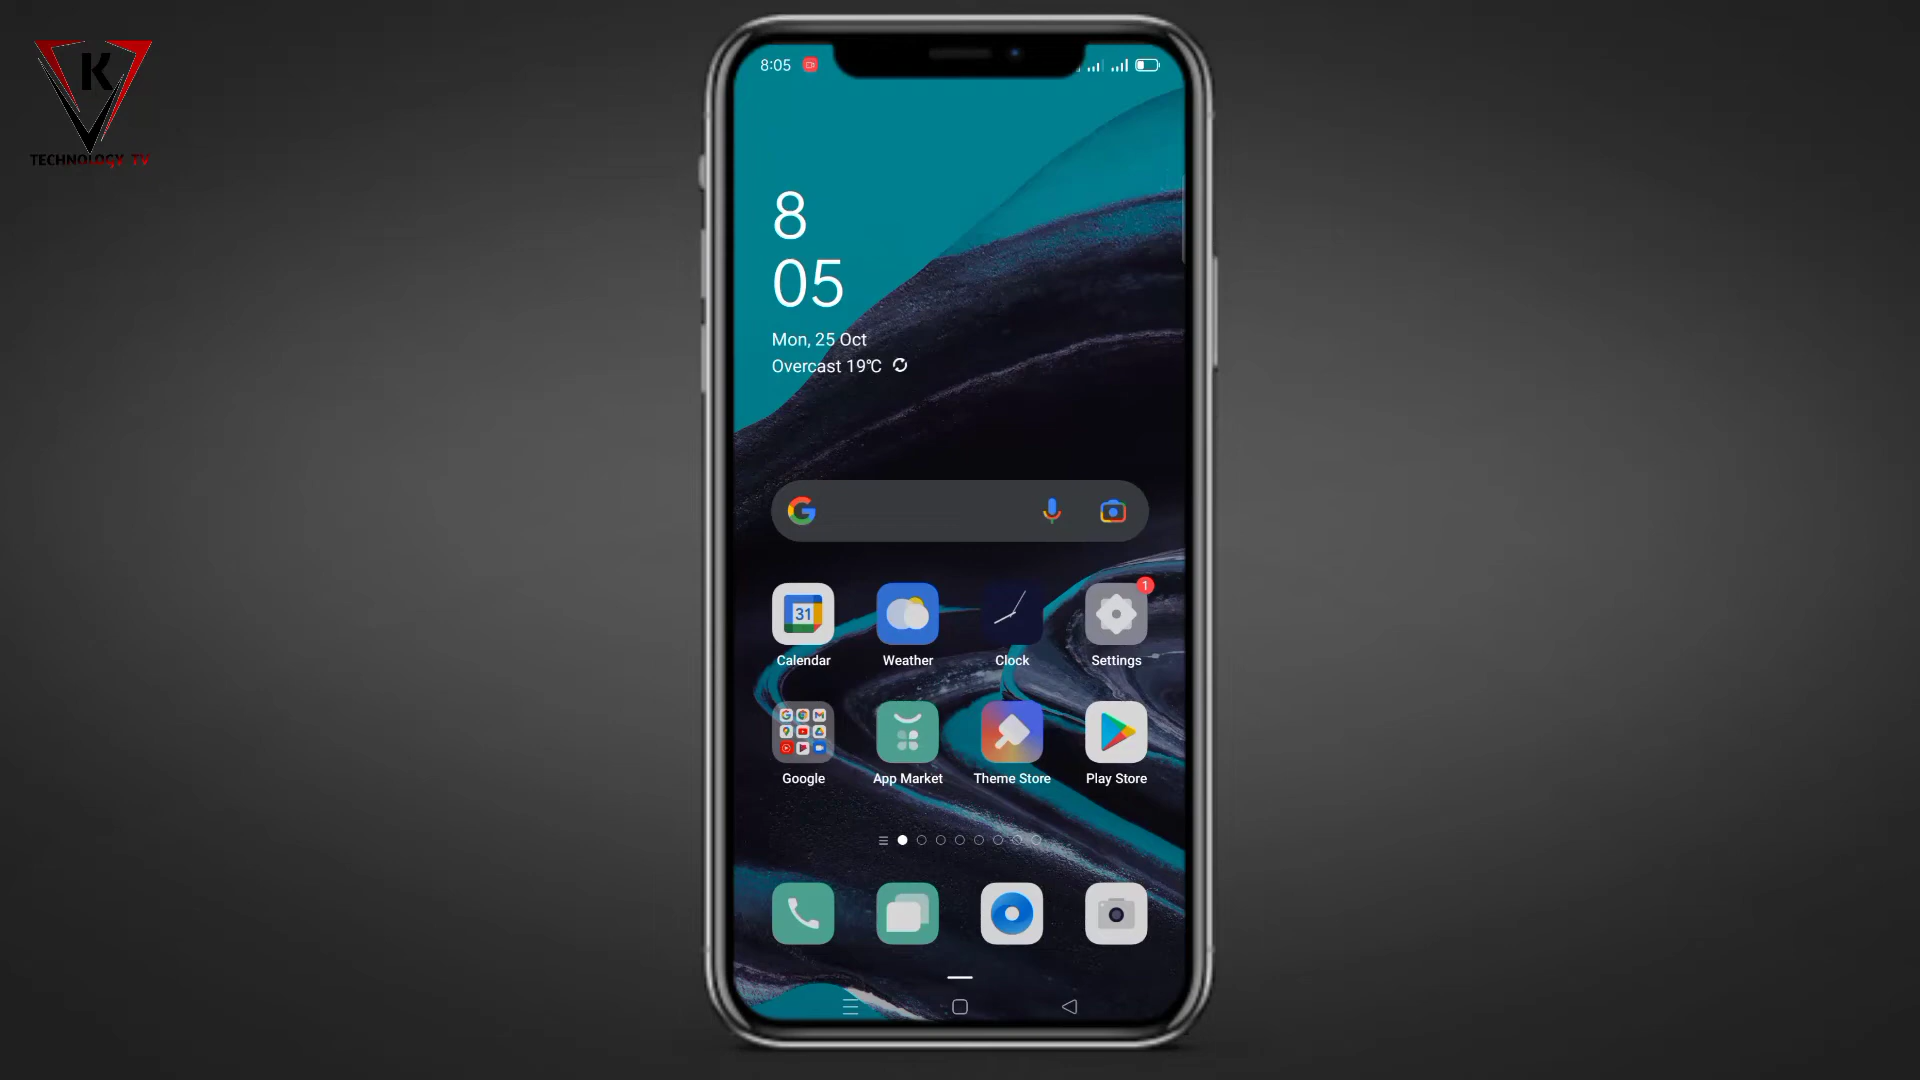 K
TECHNOLOGY TV
8:05
8
05
Mon, 25 Oct
Overcast 19°C
31
1
Calendar
Weather
Clock
Settings
Google
App Market
Theme Store
Play Store